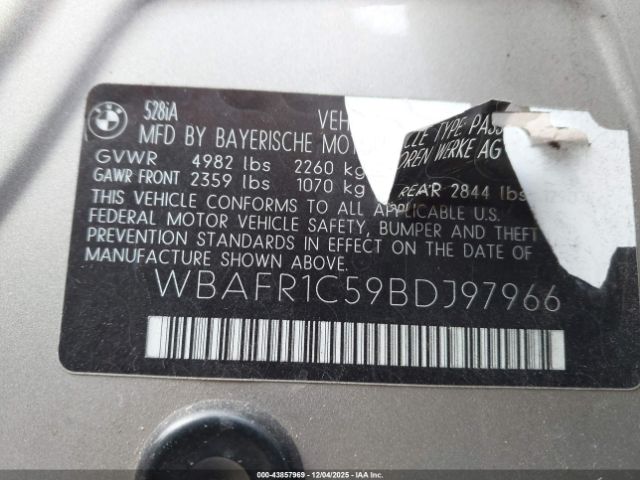 BMW
528iA
VEH
ICLE TYPE PASS
MFD BY BAYERISCHE MOTOR
OREN WERKE AG
GVWR 4982 lbs 2260 kg
GAWR FRONT 2359 lbs 1070 kg
REAR 2844 lbs
THIS VEHICLE CONFORMS TO ALL APPLICABLE U.S.
FEDERAL MOTOR VEHICLE SAFETY, BUMPER AND THEFT
PREVENTION STANDARDS IN EFFECT ON THE DATE OF
MANUFACTURE SHOWN ABOVE.
WBAFR1C59BDJ97966
000-43857969 - 12/04/2025 - IAA Inc.